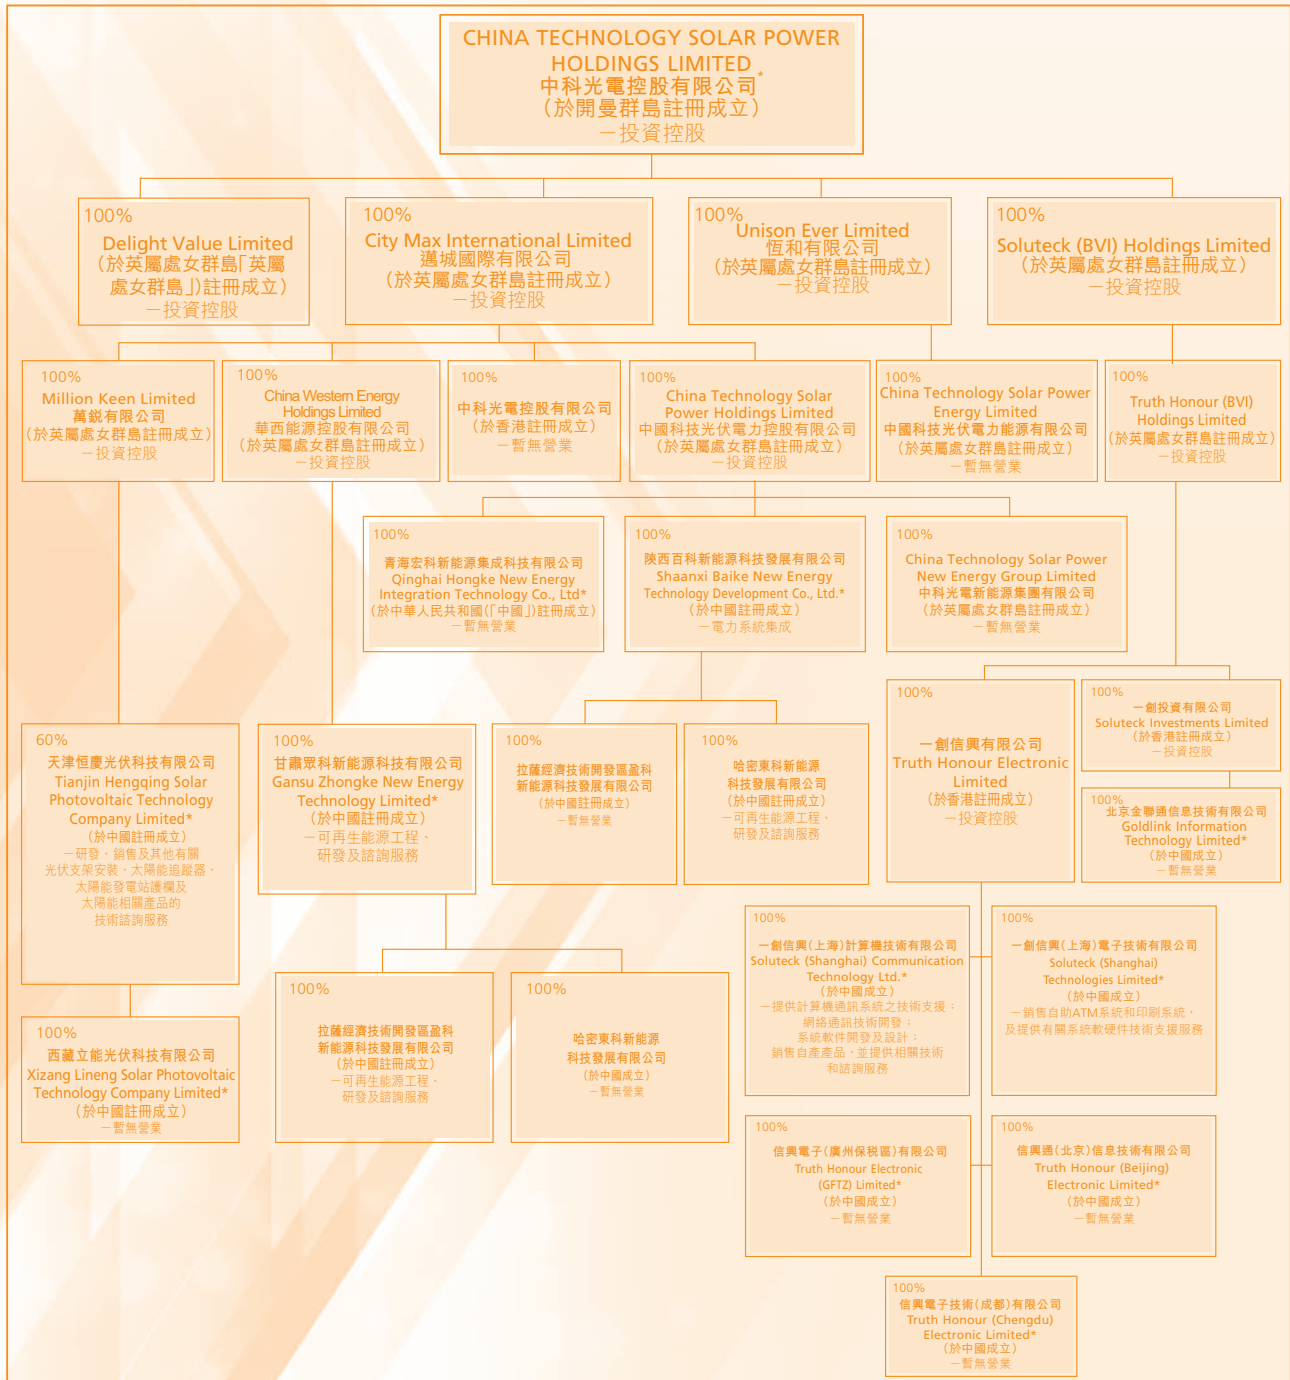 CHINA TECHNOLOGY SOLAR POWER
HOLDINGS LIMITED
中科光電控股有限公司*
（於開曼群島註冊成立）
－投資控股
100%
Delight Value Limited
（於英屬處女群島「英屬
處女群島」）註冊成立）
－投資控股
100%
City Max International Limited
邁城國際有限公司
（於英屬處女群島註冊成立）
－投資控股
100%
Unison Ever Limited
恆和有限公司
（於英屬處女群島註冊成立）
－投資控股
100%
Soluteck (BVI) Holdings Limited
（於英屬處女群島註冊成立）
－投資控股
100%
Million Keen Limited
萬銳有限公司
（於英屬處女群島註冊成立）
－投資控股
100%
China Western Energy
Holdings Limited
華西能源控股有限公司
（於英屬處女群島註冊成立）
－投資控股
100%
中科光電控股有限公司
（於香港註冊成立）
－暫無營業
100%
China Technology Solar
Power Holdings Limited
中國科技光伏電力控股有限公司
（於英屬處女群島註冊成立）
－投資控股
100%
China Technology Solar Power
Energy Limited
中國科技光伏電力能源有限公司
（於英屬處女群島註冊成立）
－暫無營業
100%
Truth Honour (BVI)
Holdings Limited
（於英屬處女群島註冊成立）
－投資控股
100%
青海宏科新能源集成科技有限公司
Qinghai Hongke New Energy
Integration Technology Co., Ltd*
（於中華人民共和國（「中國」）註冊成立）
－暫無營業
100%
陝西百科新能源科技發展有限公司
Shaanxi Baike New Energy
Technology Development Co., Ltd.*
（於中國註冊成立）
－電力系統集成
100%
China Technology Solar Power
New Energy Group Limited
中科光電新能源集團有限公司
（於英屬處女群島註冊成立）
－暫無營業
60%
天津恒慶光伏科技有限公司
Tianjin Hengqing Solar
Photovoltaic Technology
Company Limited*
（於中國註冊成立）
－研發、銷售及其他有關
光伏支架安裝、太陽能追蹤器、
太陽能發電站護欄及
太陽能相關產品的
技術諮詢服務
100%
甘肅眾科新能源科技有限公司
Gansu Zhongke New Energy
Technology Limited*
（於中國註冊成立）
－可再生能源工程、
研發及諮詢服務
100%
拉薩經濟技術開發區盈科
新能源科技發展有限公司
（於中國註冊成立）
－暫無營業
100%
哈密東科新能源
科技發展有限公司
（於中國註冊成立）
－可再生能源工程、
研發及諮詢服務
100%
一創信興有限公司
Truth Honour Electronic
Limited
（於香港註冊成立）
－投資控股
100%
一創投資有限公司
Soluteck Investments Limited
（於香港註冊成立）
－投資控股
100%
北京金聯通信息技術有限公司
Goldlink Information
Technology Limited*
（於中國成立）
－暫無營業
100%
西藏立能光伏科技有限公司
Xizang Lineng Solar Photovoltaic
Technology Company Limited*
（於中國註冊成立）
－暫無營業
100%
拉薩經濟技術開發區盈科
新能源科技發展有限公司
（於中國註冊成立）
－可再生能源工程、
研發及諮詢服務
100%
哈密東科新能源
科技發展有限公司
（於中國成立）
－暫無營業
100%
一創信興（上海）計算機技術有限公司
Soluteck (Shanghai) Communication
Technology Ltd.*
（於中國成立）
－提供計算機通訊系統之技術支援；
網絡通訊技術開發；
系統軟件開發及設計；
銷售自產產品，並提供相關技術
和諮詢服務
100%
一創信興（上海）電子技術有限公司
Soluteck (Shanghai)
Technologies Limited*
（於中國成立）
－銷售自助ATM系統和印刷系統，
及提供有關系統軟硬件技術支援服務
100%
信興電子（廣州保税區）有限公司
Truth Honour Electronic
(GFTZ) Limited*
（於中國成立）
－暫無營業
100%
信興通（北京）信息技術有限公司
Truth Honour (Beijing)
Electronic Limited*
（於中國成立）
－暫無營業
100%
信興電子技術（成都）有限公司
Truth Honour (Chengdu)
Electronic Limited*
（於中國成立）
－暫無營業